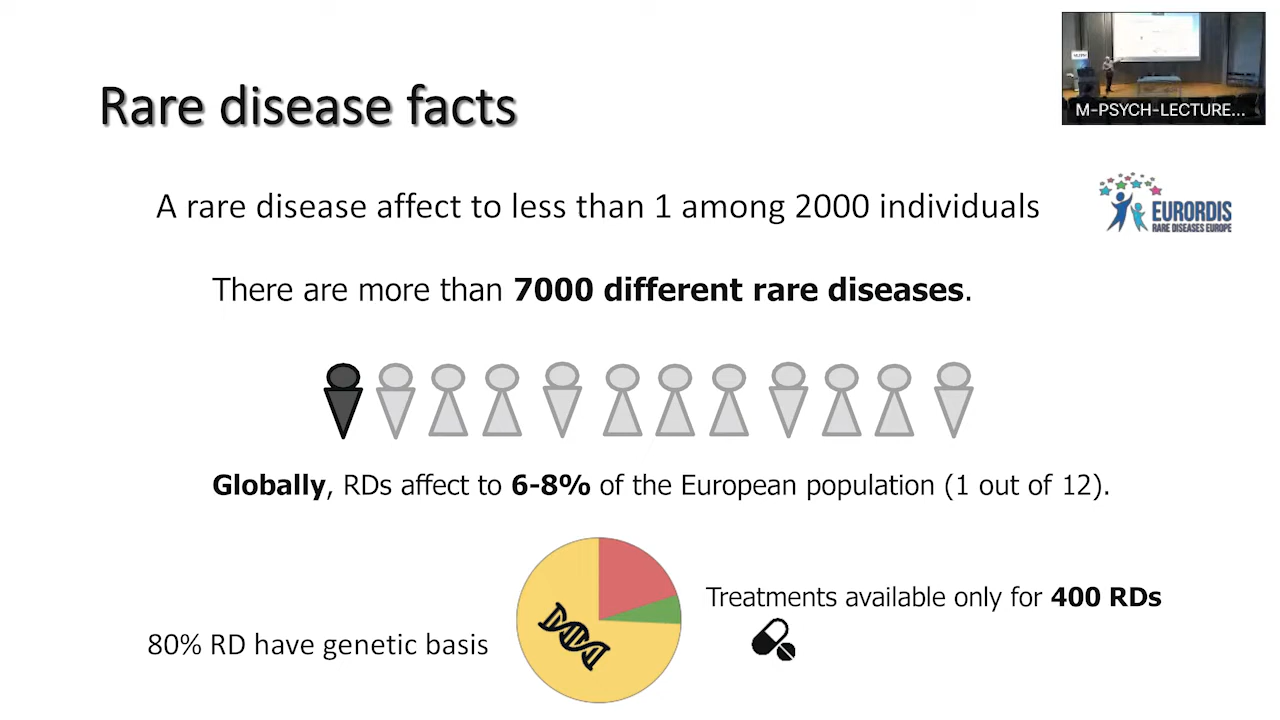 M-PSYCH-LECTURE...
Rare disease facts
A rare disease affect to less than 1 among 2000 individuals
EURORDIS
RARE DISEASES EUROPE
There are more than 7000 different rare diseases.
Globally, RDs affect to 6-8% of the European population (1 out of 12).
Treatments available only for 400 RDs
80% RD have genetic basis